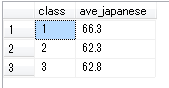 class ave_japanese
1 1 66.3
2 2 62.3
3 3 62.8